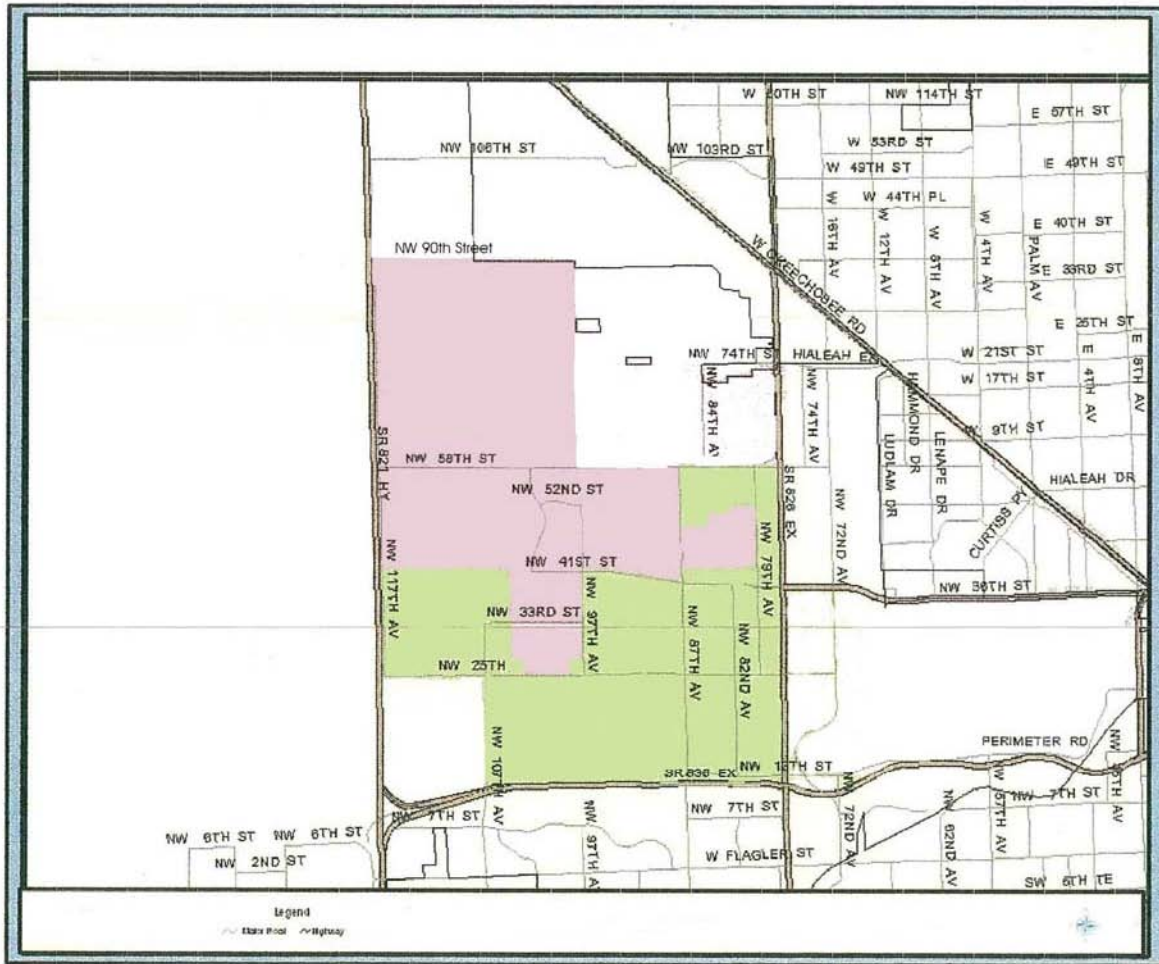 W 60TH ST
NW 114TH ST
E 57TH ST
NW 106TH ST
NW 103RD ST
W 53RD ST
W 49TH ST
E 49TH ST
W 44TH PL
E 40TH ST
W 16TH AV
W 12TH AV
W 8TH AV
W 4TH AV
PALM AV
NW 90th Street
W OKEECHOBEE RD
E 33RD ST
E 25TH ST
NW 74TH ST
HIALEAH EX
W 21ST ST
W 17TH ST
E 4TH AV
E 8TH AV
NW 84TH AV
NW 74TH AV
HAMMOND DR
LUDLAM DR
LENAPE DR
W 9TH ST
SR 821 HY
NW 58TH ST
NW 52ND ST
SR 826 EX
NW 72ND AV
HIALEAH DR
CURTISS PY
NW 79TH AV
NW 117TH AV
NW 41ST ST
NW 36TH ST
NW 33RD ST
NW 97TH AV
NW 87TH AV
NW 82ND AV
NW 25TH
NW 107TH AV
PERIMETER RD
SR 836 EX
NW 12TH ST
NW 7TH ST
NW 7TH ST
NW 72ND AV
NW 57TH AV
NW 7TH ST
NW 6TH ST
NW 6TH ST
NW 2ND ST
NW 97TH AV
W FLAGLER ST
NW 62ND AV
SW 6TH TE
Legend
Major Road
Highway